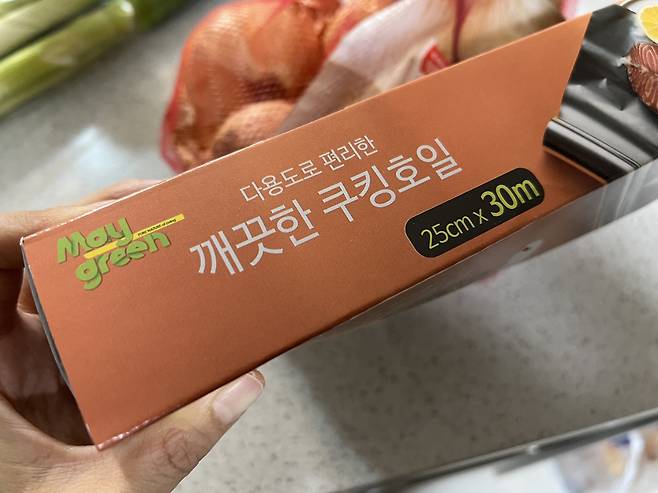 May
green
다용도로 편리한
깨끗한 쿠킹호일
25cm x 30m